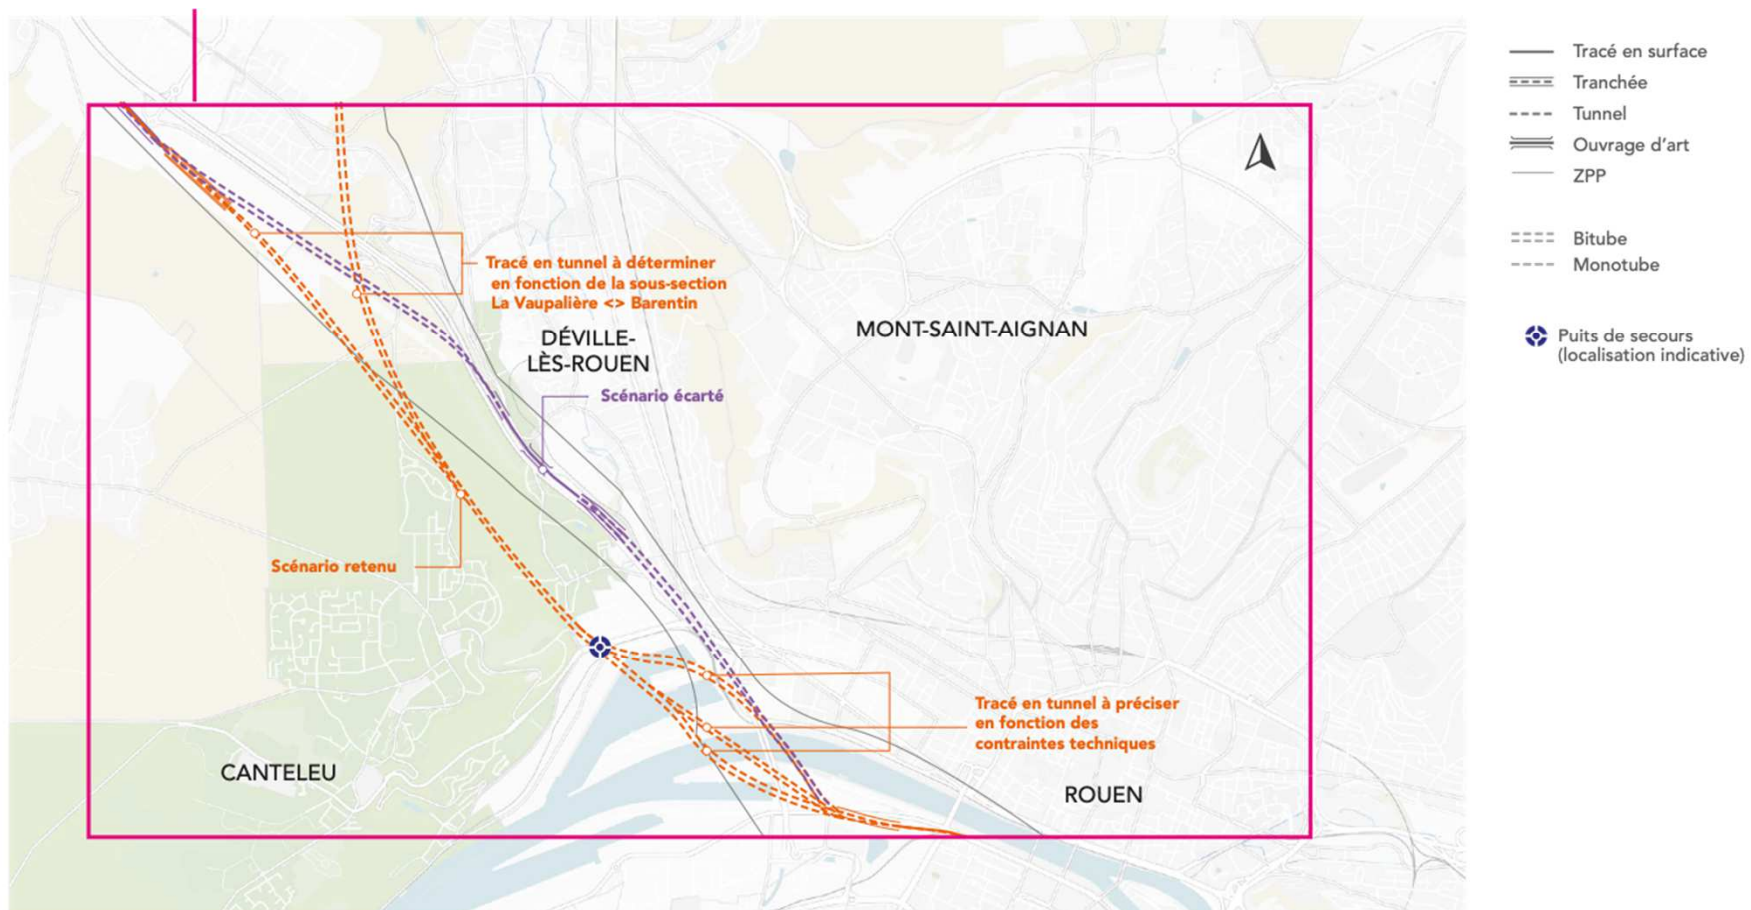 Tracé en surface
Tranchée
Tunnel
Ouvrage d'art
ZPP
Bitube
Monotube
Puits de secours
(localisation indicative)
Tracé en tunnel à déterminer
en fonction de la sous-section
La Vaupalière <> Barentin
DÉVILLE-
LÈS-ROUEN
MONT-SAINT-AIGNAN
Scénario écarté
Scénario retenu
Tracé en tunnel à préciser
en fonction des
contraintes techniques
CANTELEU
ROUEN